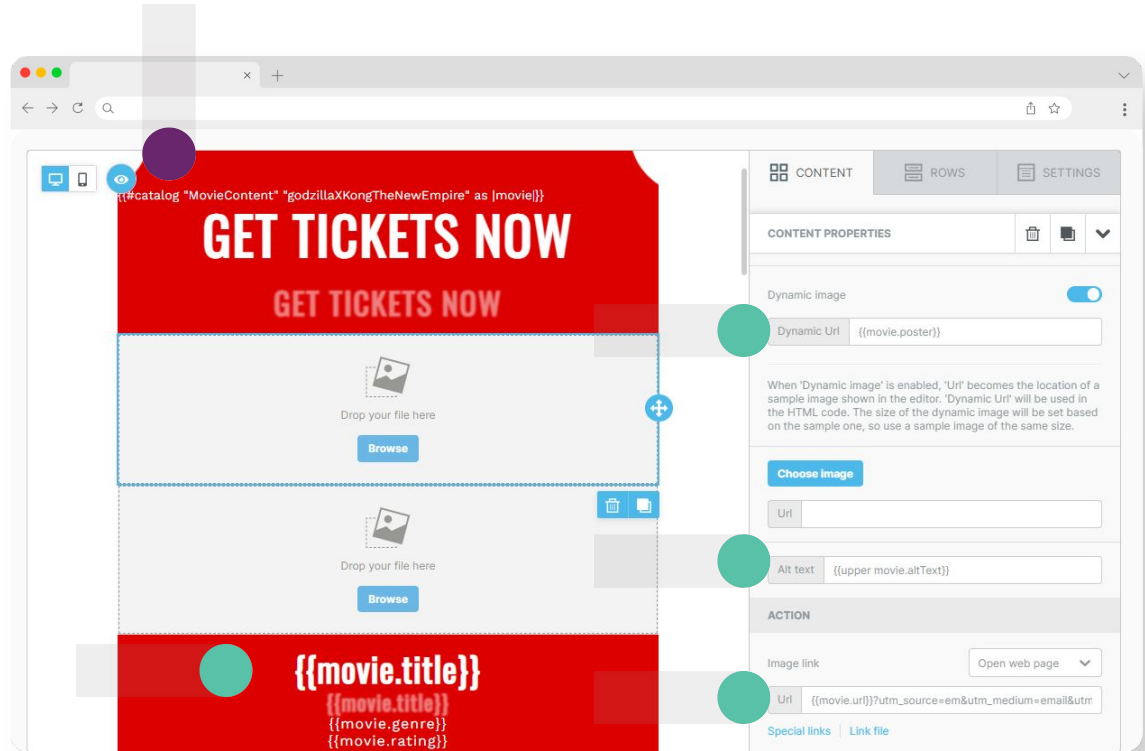 {{#catalog "MovieContent" "godzillaXKongTheNewEmpire" as |movie|}}
GET TICKETS NOW
GET TICKETS NOW
Drop your file here
Browse
Drop your file here
Browse
{{movie.title}}
{{movie.title}}
{{movie.genre}}
{{movie.rating}}
CONTENT
ROWS
SETTINGS
CONTENT PROPERTIES
Dynamic image
Dynamic Url {{movie.poster}}
When 'Dynamic image' is enabled, 'Url' becomes the location of a
sample image shown in the editor. 'Dynamic Url' will be used in
the HTML code. The size of the dynamic image will be set based
on the sample one, so use a sample image of the same size.
Choose image
Url
Alt text {{upper movie.altText}}
ACTION
Image link Open web page
Url {{movie.url}}?utm_source=em&utm_medium=email&utm
Special links Link file